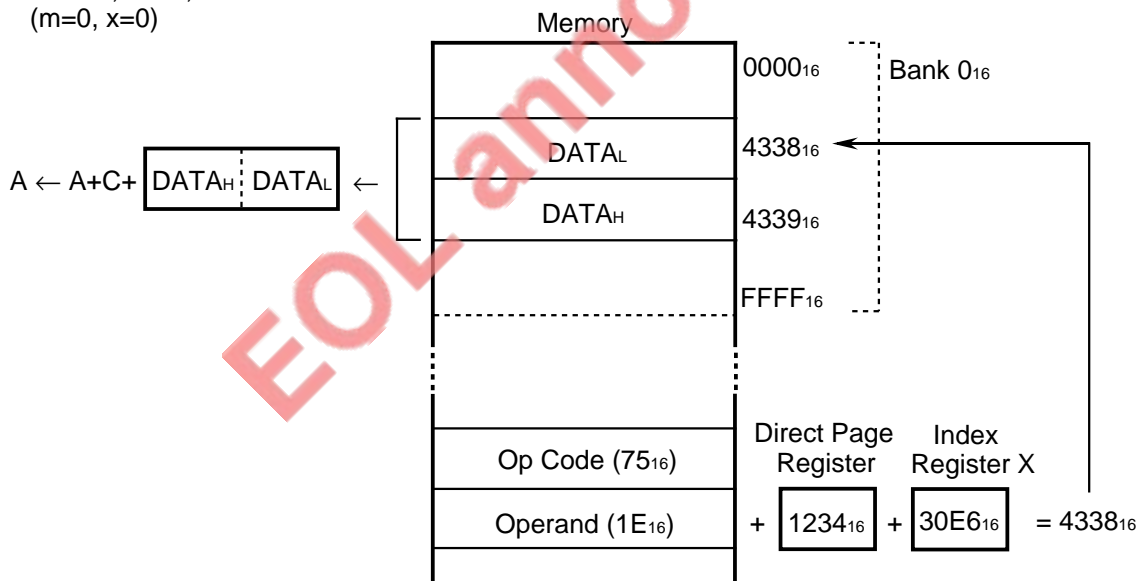 (m=0, x=0)
Memory
0000₁₆
Bank 0₁₆
DATAL
4338₁₆
A ← A+C+ DATAH DATAL ←
DATAH
4339₁₆
FFFF₁₆
EOL
Op Code (75₁₆)
Direct Page Register
Index Register X
Operand (1E₁₆) + 1234₁₆ + 30E6₁₆ = 4338₁₆